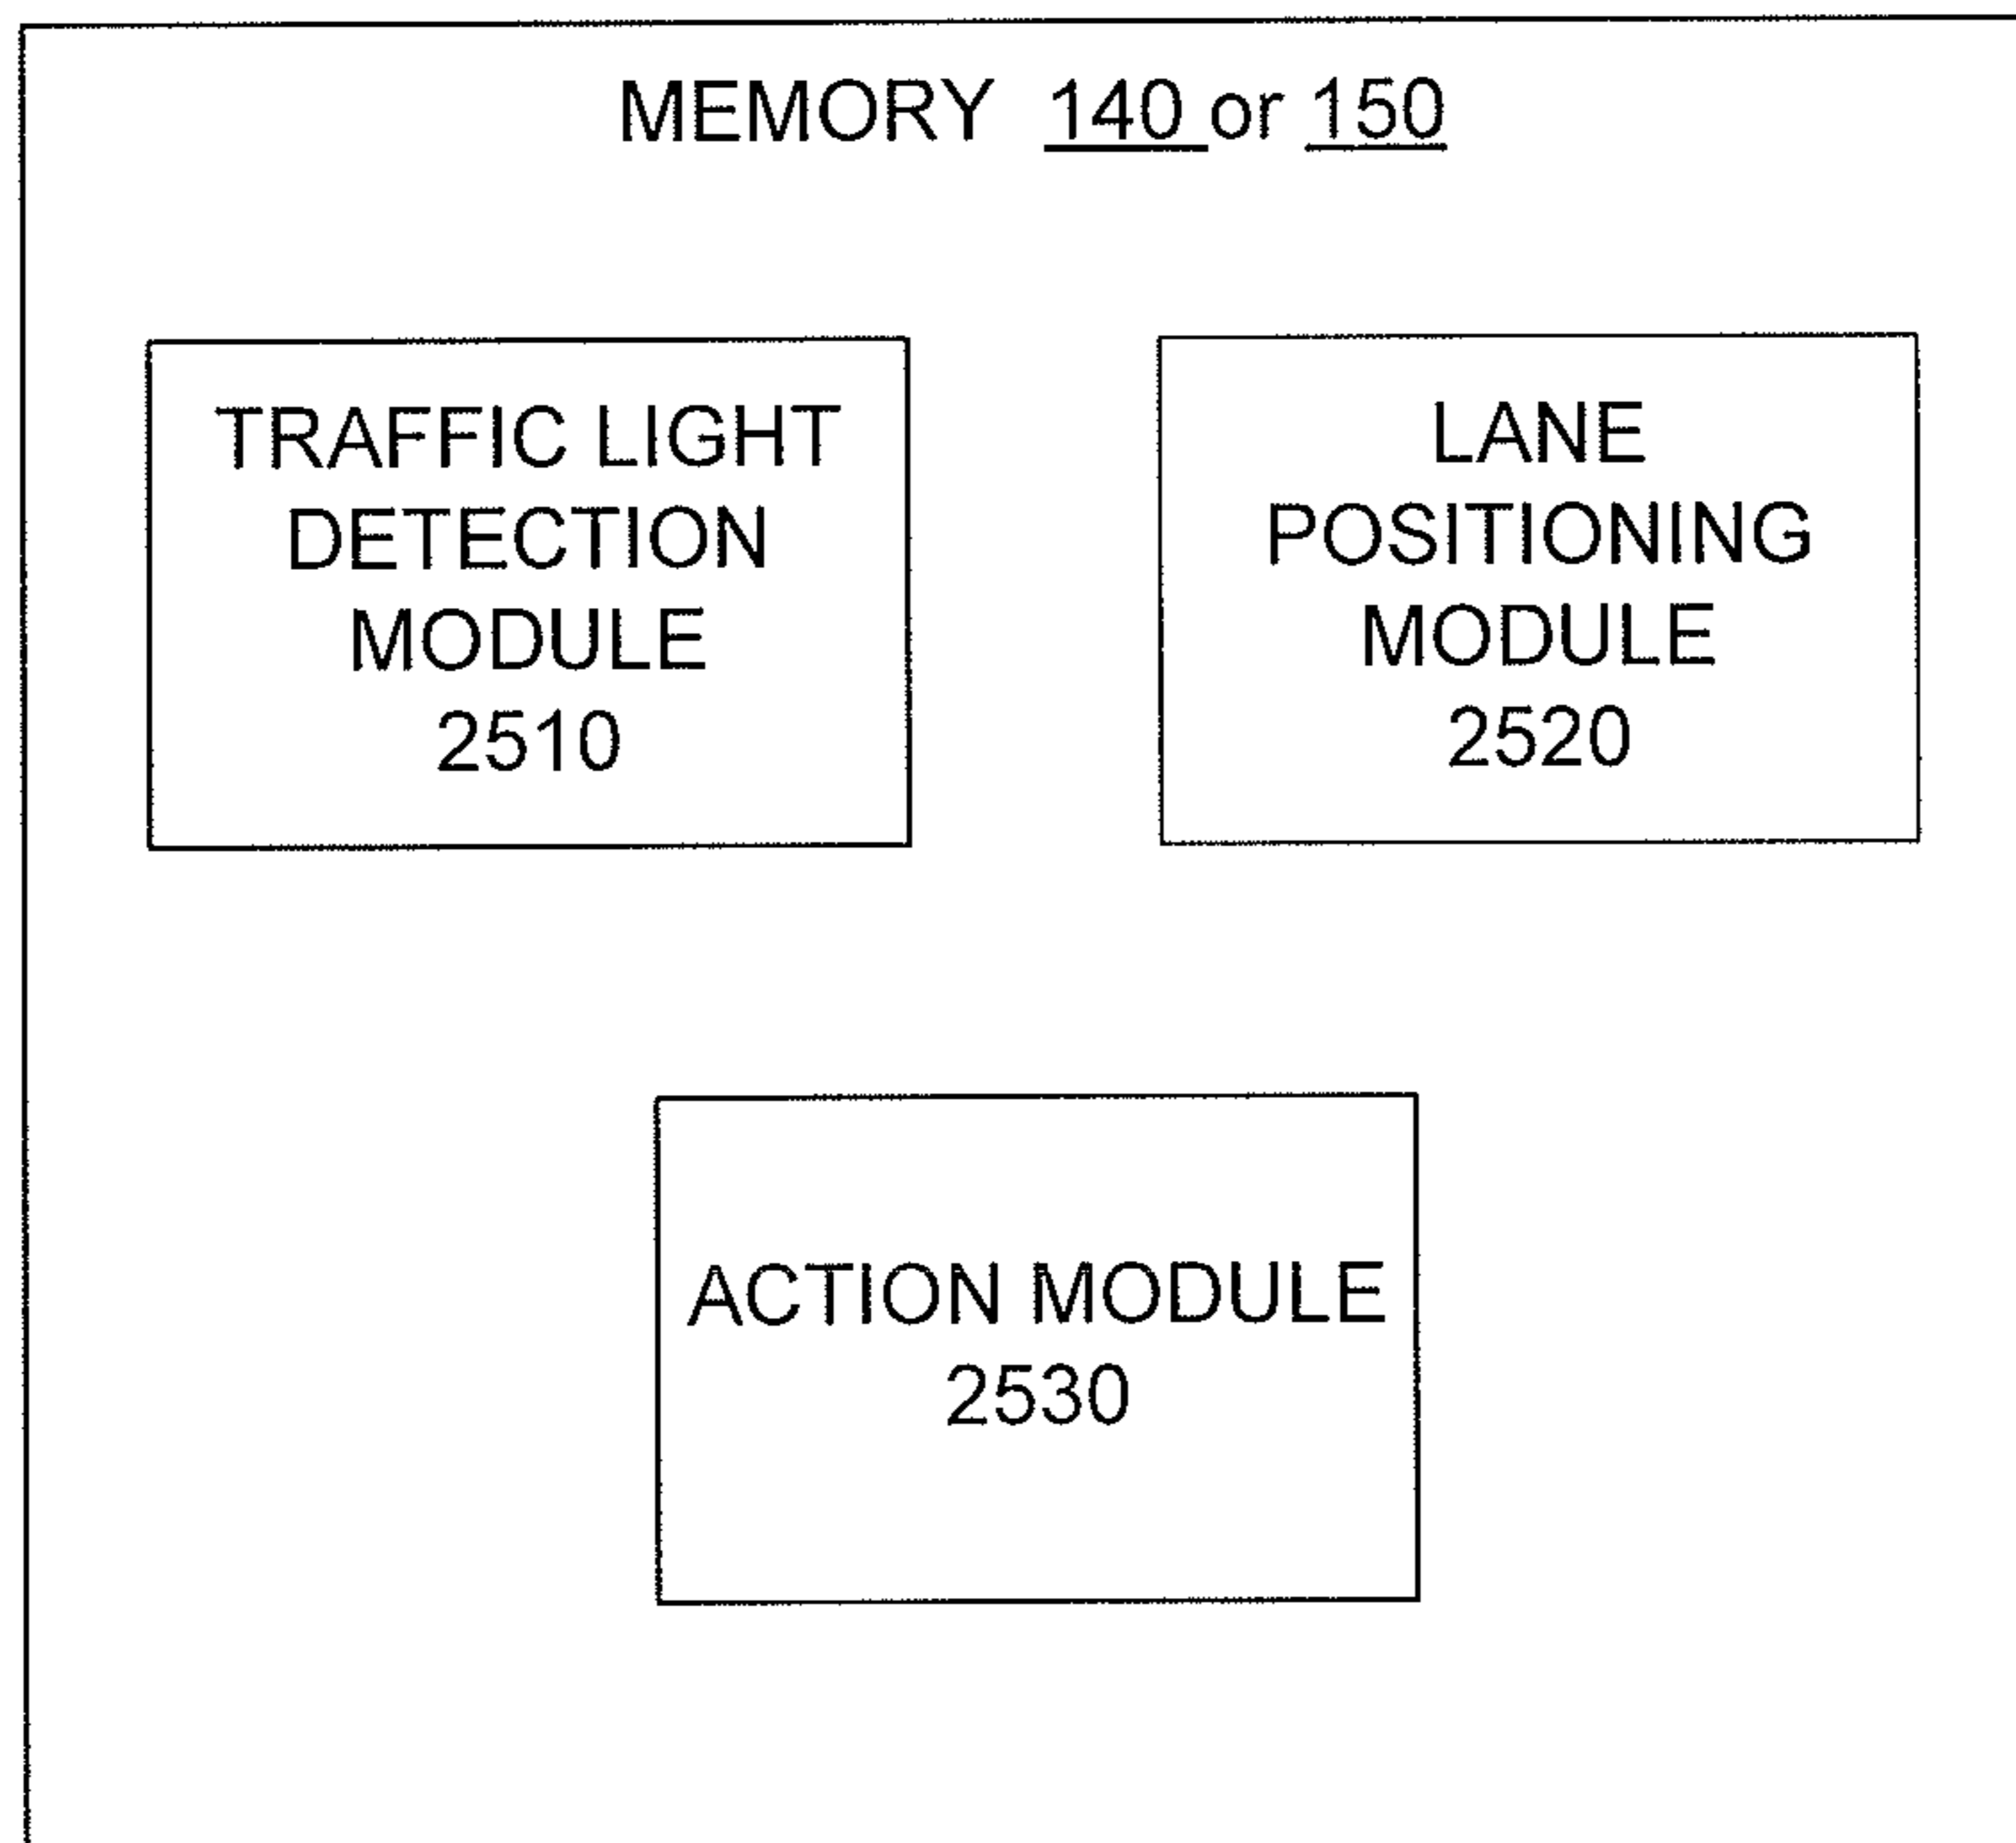 MEMORY 140 or 150
TRAFFIC LIGHT
DETECTION
MODULE
2510
LANE
POSITIONING
MODULE
2520
ACTION MODULE
2530